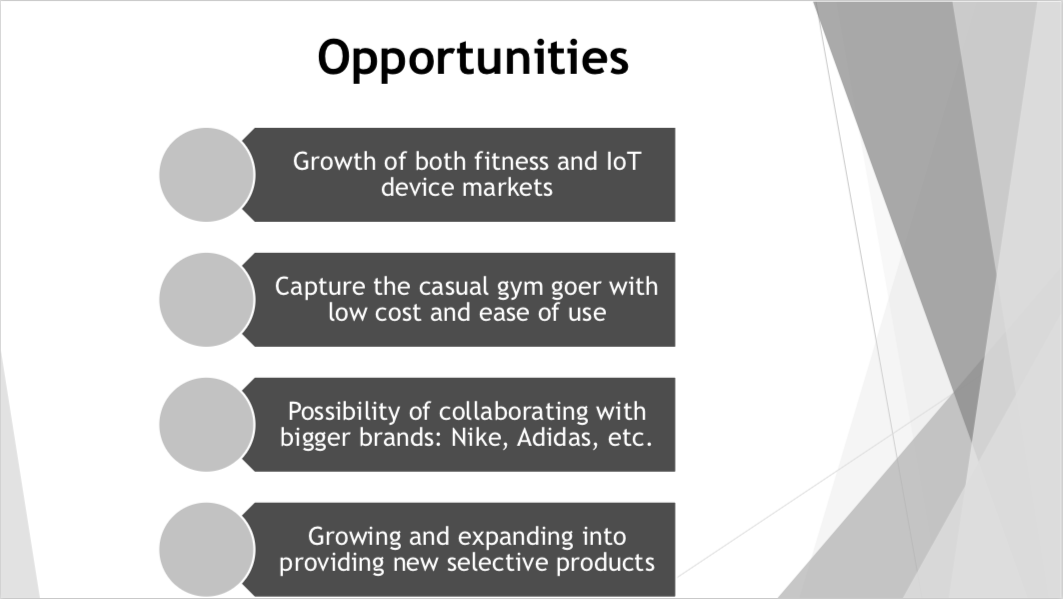 Opportunities
Growth of both fitness and IoT
device markets
Capture the casual gym goer with
low cost and ease of use
Possibility of collaborating with
bigger brands: Nike, Adidas, etc.
Growing and expanding into
providing new selective products